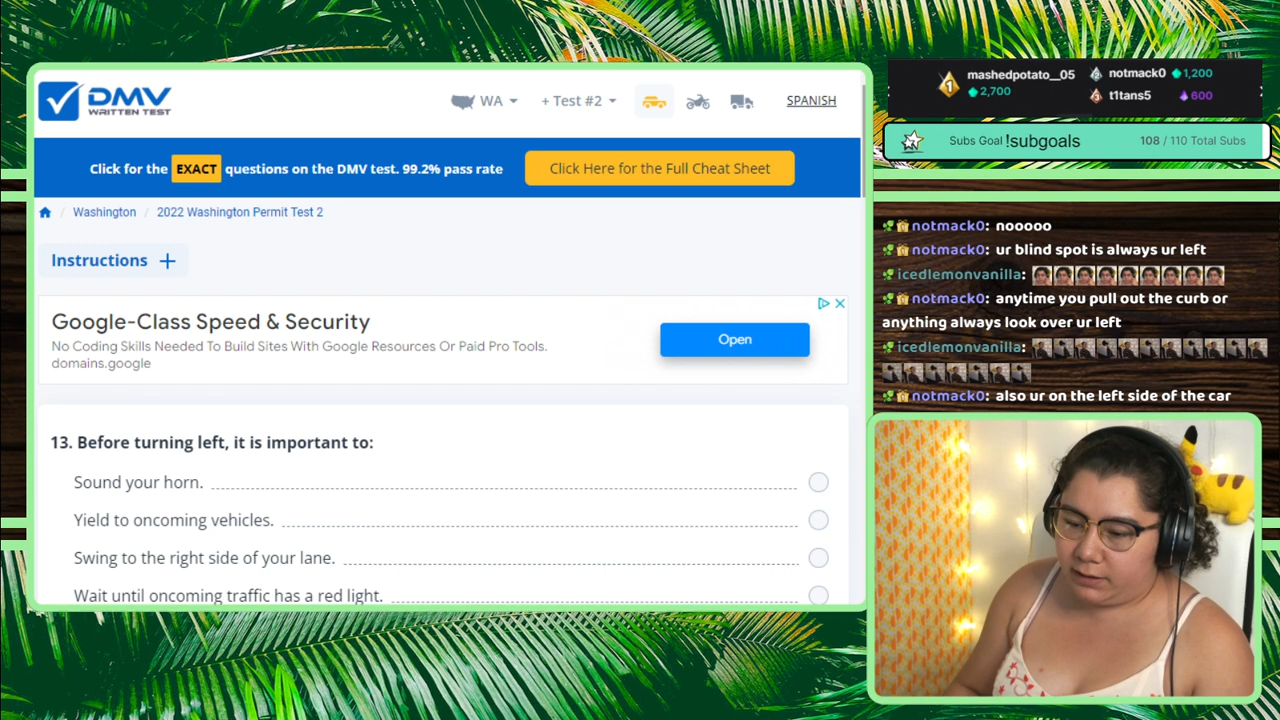 DMV
WRITTEN TEST
WA
+ Test #2
SPANISH
Click for the EXACT questions on the DMV test. 99.2% pass rate
Click Here for the Full Cheat Sheet
/ Washington / 2022 Washington Permit Test 2
Instructions +
Google-Class Speed & Security
No Coding Skills Needed To Build Sites With Google Resources Or Paid Pro Tools.
domains.google
Open
13. Before turning left, it is important to:
Sound your horn.
Yield to oncoming vehicles.
Swing to the right side of your lane.
Wait until oncoming traffic has a red light.
1 mashedpotato__05
2,700
2 notmack0 1,200
3 t1tans5 600
Subs Goal !subgoals 108 / 110 Total Subs
notmack0: nooooo
notmack0: ur blind spot is always ur left
icedlemonvanilla:
notmack0: anytime you pull out the curb or
anything always look over ur left
icedlemonvanilla:
notmack0: also ur on the left side of the car